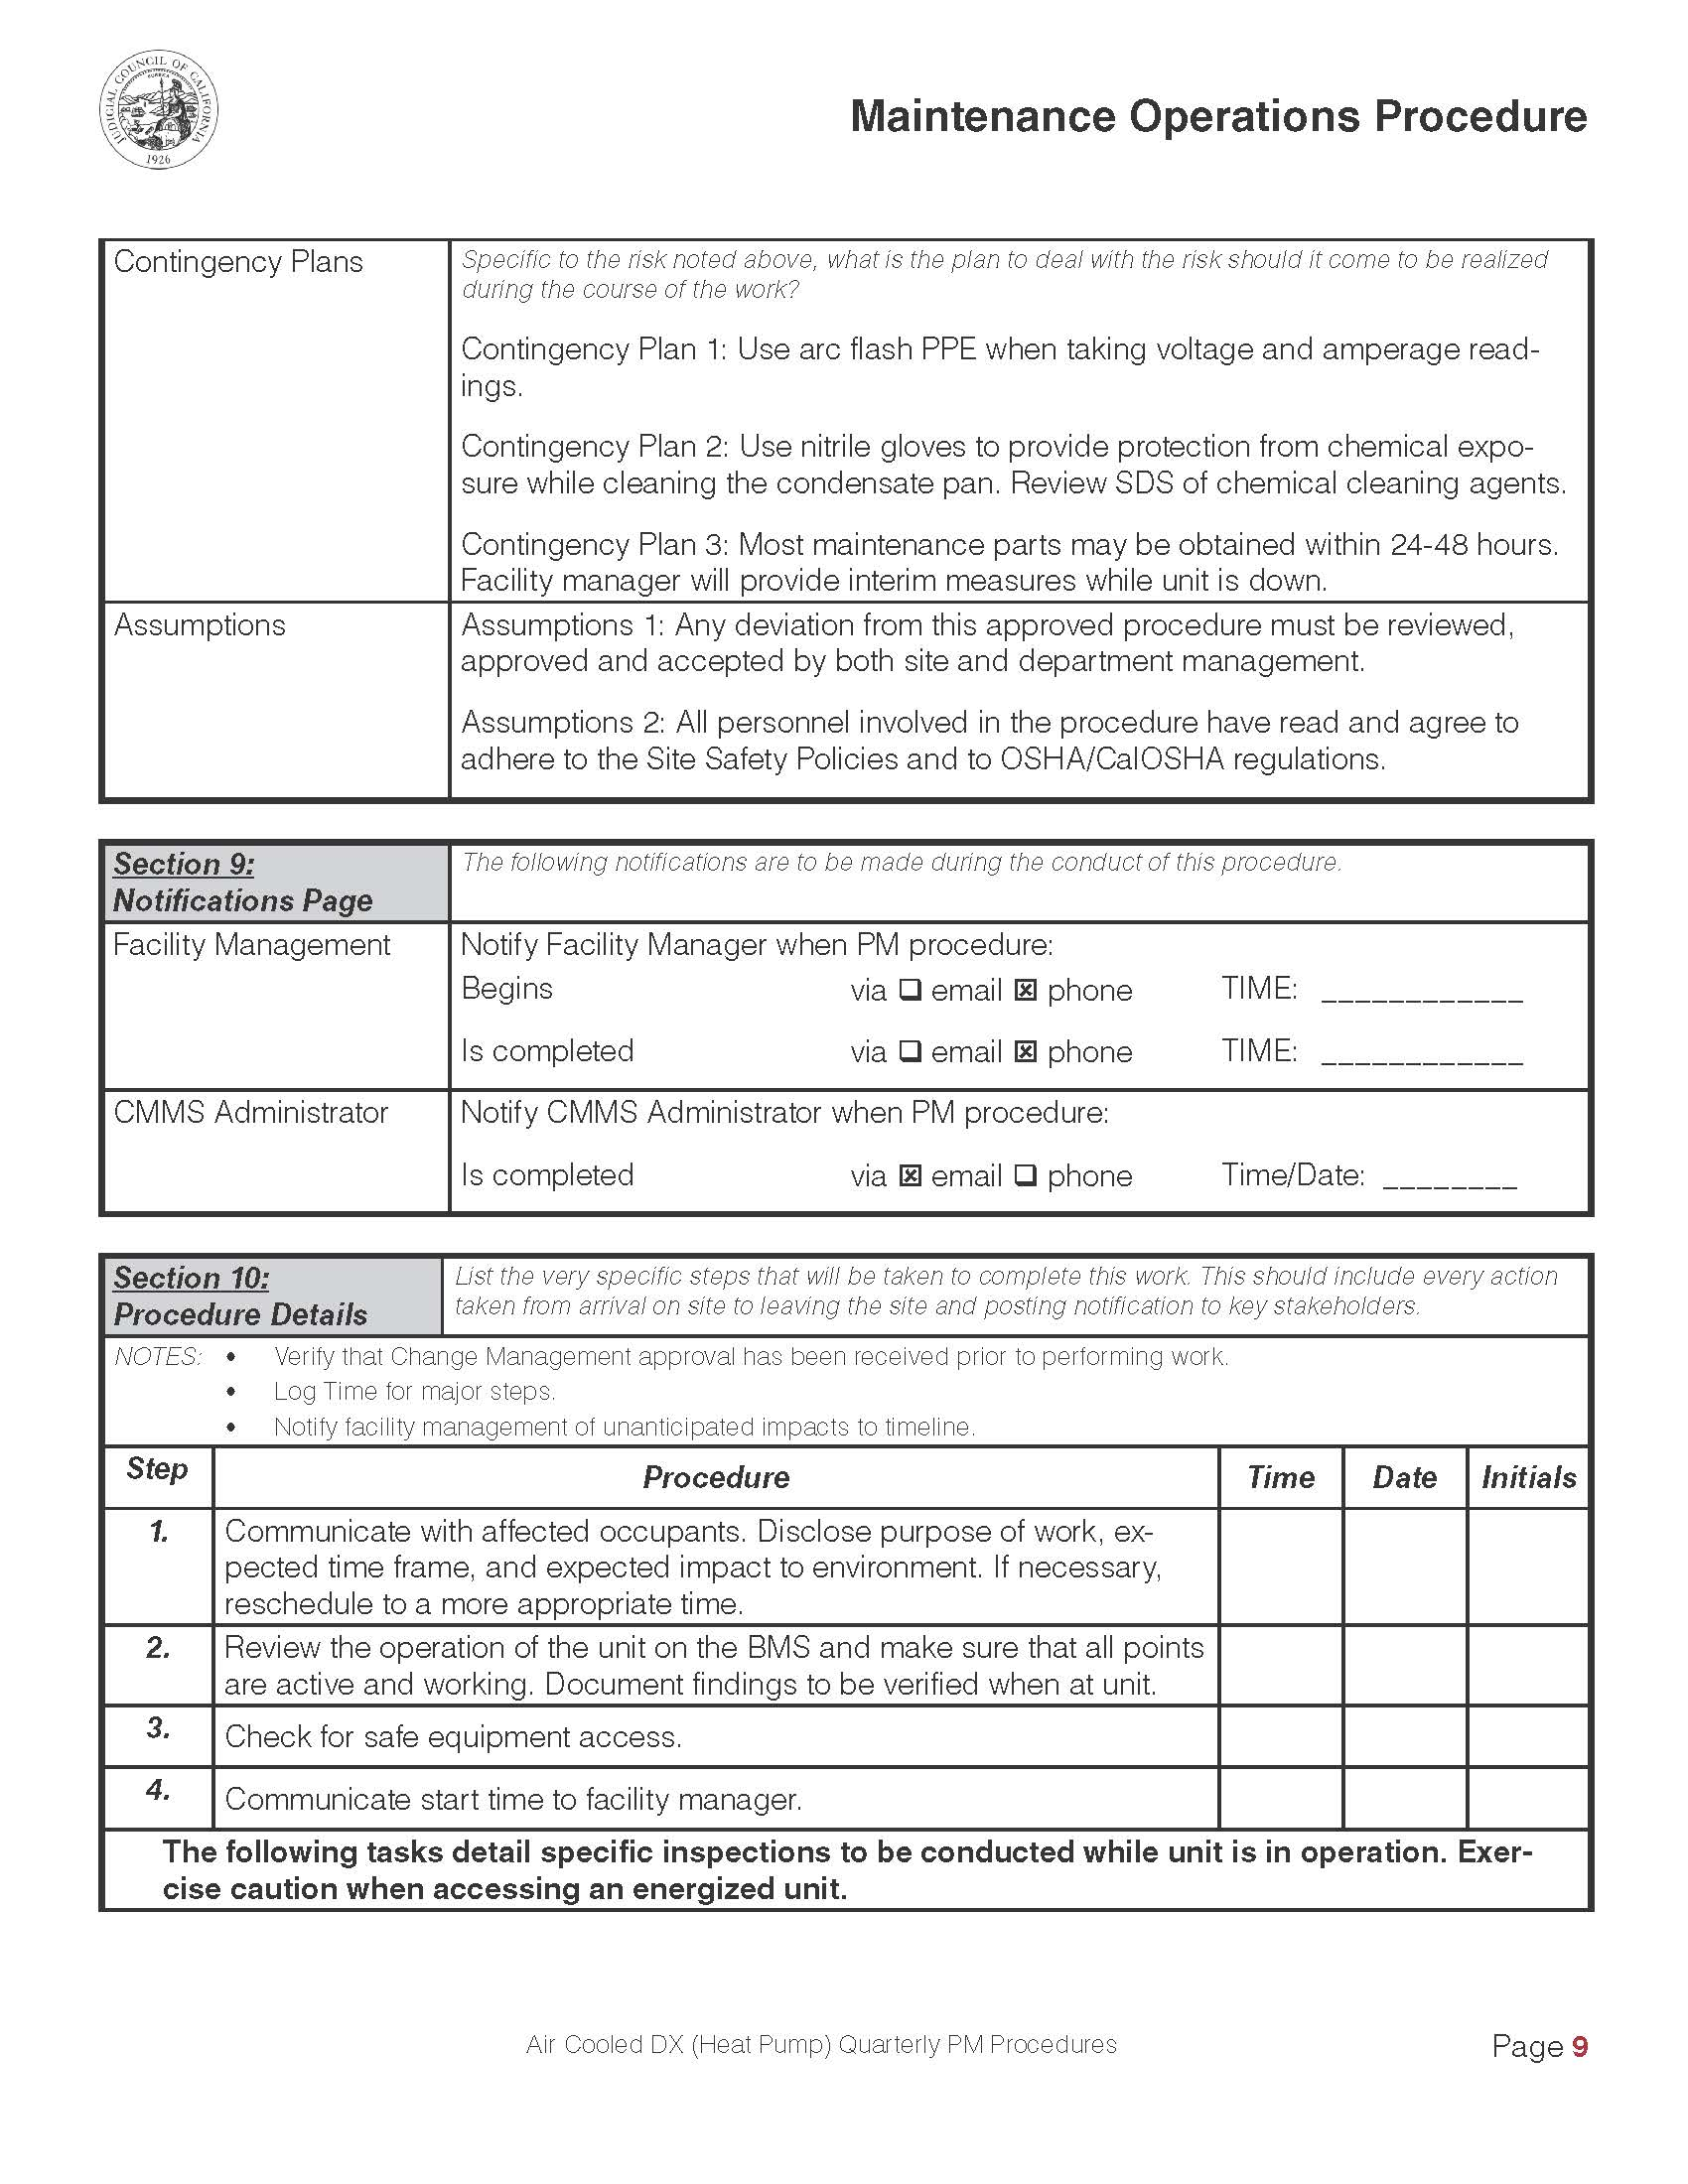 JUDICIAL COUNCIL OF CALIFORNIA
EUREKA
1926
Maintenance Operations Procedure
Contingency Plans
Specific to the risk noted above, what is the plan to deal with the risk should it come to be realized
during the course of the work?
Contingency Plan 1: Use arc flash PPE when taking voltage and amperage read-
ings.
Contingency Plan 2: Use nitrile gloves to provide protection from chemical expo-
sure while cleaning the condensate pan. Review SDS of chemical cleaning agents.
Contingency Plan 3: Most maintenance parts may be obtained within 24-48 hours.
Facility manager will provide interim measures while unit is down.
Assumptions
Assumptions 1: Any deviation from this approved procedure must be reviewed,
approved and accepted by both site and department management.
Assumptions 2: All personnel involved in the procedure have read and agree to
adhere to the Site Safety Policies and to OSHA/CalOSHA regulations.
Section 9:
Notifications Page
The following notifications are to be made during the conduct of this procedure.
Facility Management
Notify Facility Manager when PM procedure:
Begins via ❑ email ☒ phone TIME: ____________
Is completed via ❑ email ☒ phone TIME: ____________
CMMS Administrator
Notify CMMS Administrator when PM procedure:
Is completed via ☒ email ❑ phone Time/Date: ________
Section 10:
Procedure Details
List the very specific steps that will be taken to complete this work. This should include every action
taken from arrival on site to leaving the site and posting notification to key stakeholders.
NOTES: • Verify that Change Management approval has been received prior to performing work.
• Log Time for major steps.
• Notify facility management of unanticipated impacts to timeline.
Step Procedure Time Date Initials
1. Communicate with affected occupants. Disclose purpose of work, ex-
pected time frame, and expected impact to environment. If necessary,
reschedule to a more appropriate time.
2. Review the operation of the unit on the BMS and make sure that all points
are active and working. Document findings to be verified when at unit.
3. Check for safe equipment access.
4. Communicate start time to facility manager.
The following tasks detail specific inspections to be conducted while unit is in operation. Exer-
cise caution when accessing an energized unit.
Air Cooled DX (Heat Pump) Quarterly PM Procedures
Page 9